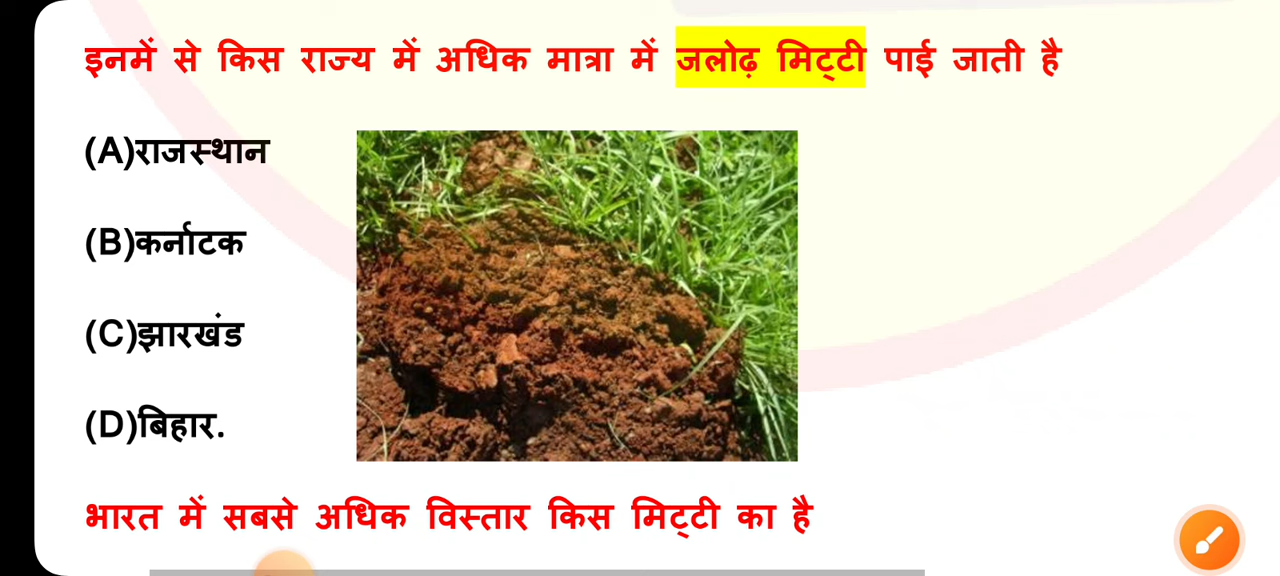 इनमें से किस राज्य में अधिक मात्रा में जलोढ़ मिट्टी पाई जाती है
(A)राजस्थान
(B)कर्नाटक
(C)झारखंड
(D)बिहार.
भारत में सबसे अधिक विस्तार किस मिट्टी का है